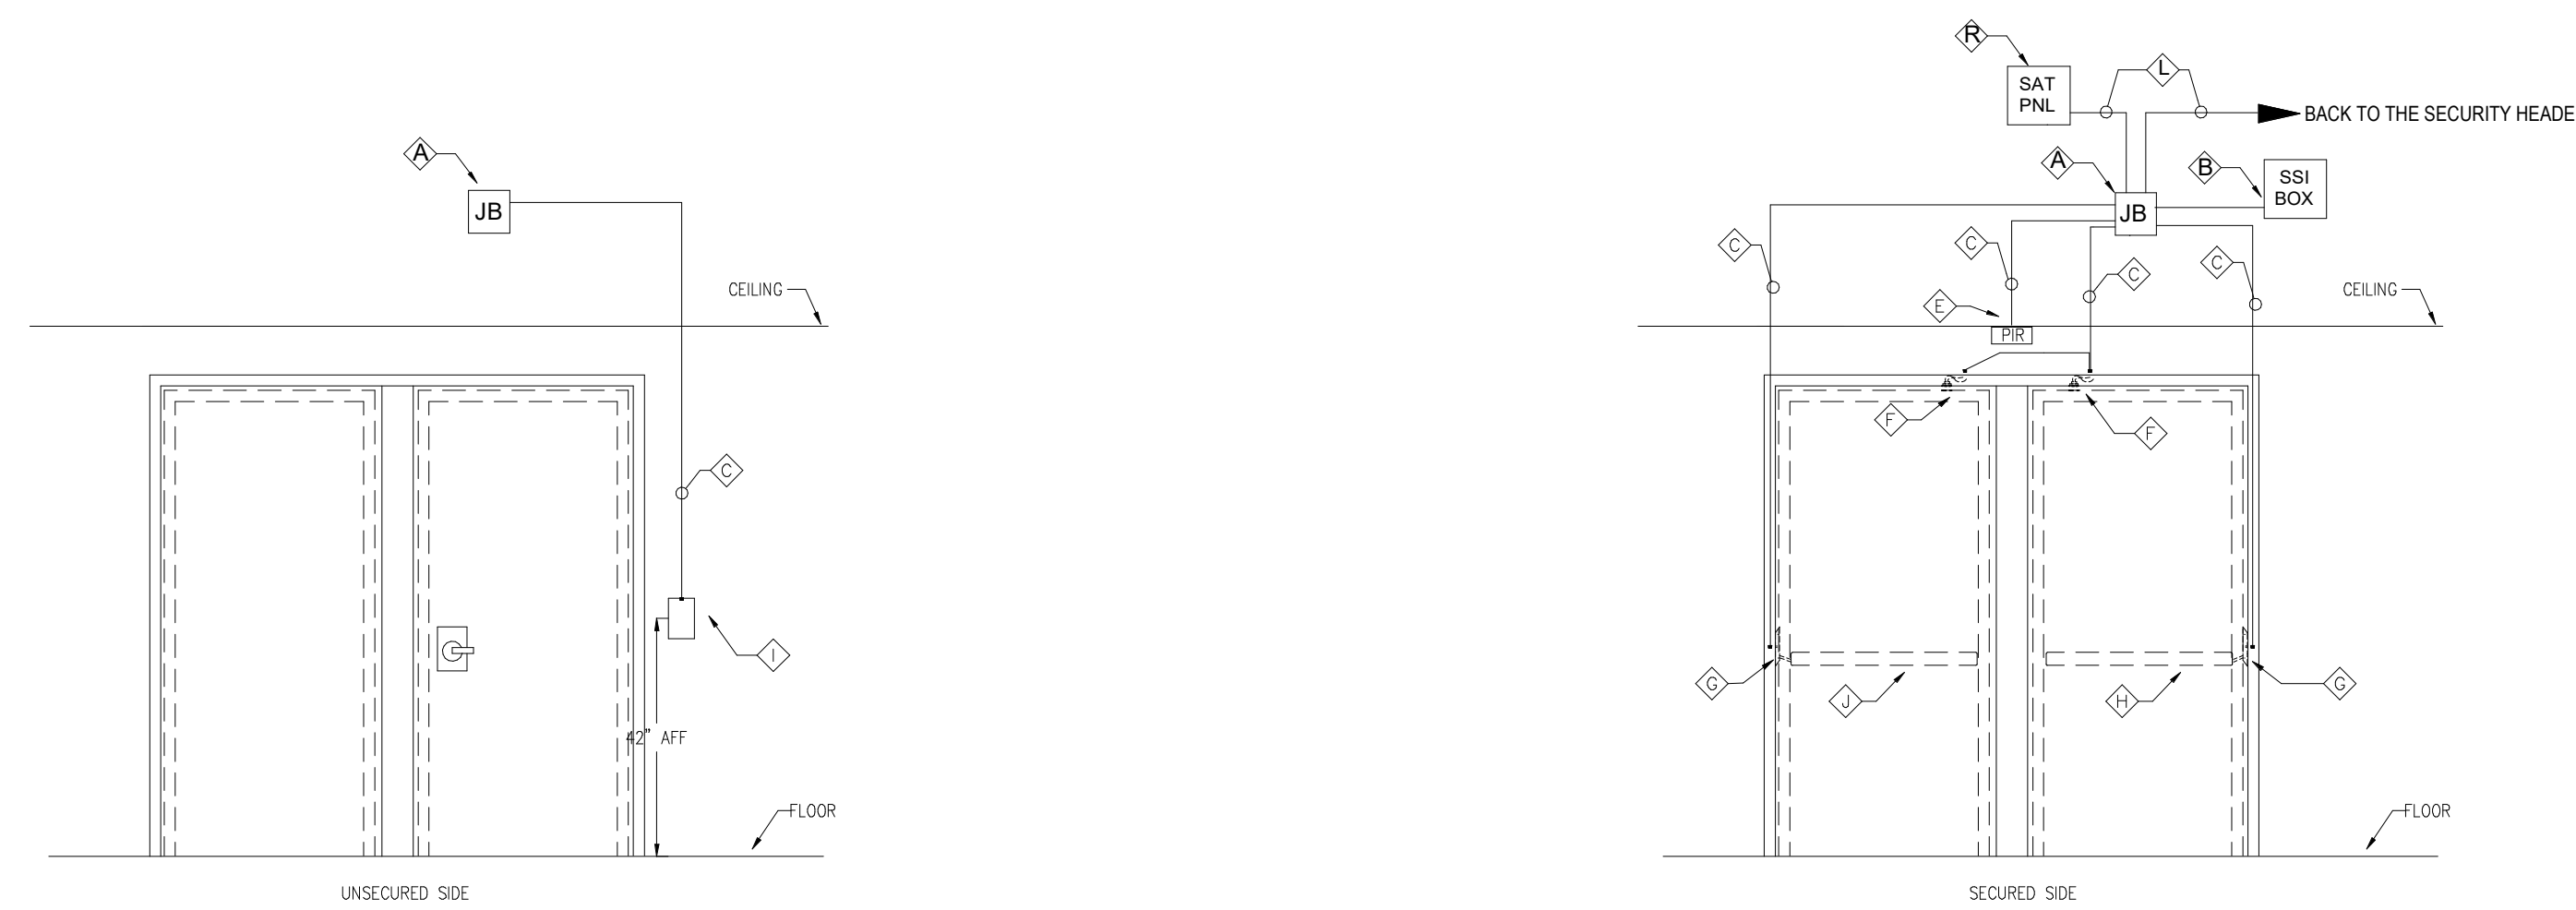 R
SAT
PNL
L
BACK TO THE SECURITY HEADE
A
JB
A
JB
B
SSI
BOX
C
C
C
C
CEILING
CEILING
E
PIR
F
F
C
I
G
J
H
G
42" AFF
FLOOR
FLOOR
UNSECURED SIDE
SECURED SIDE